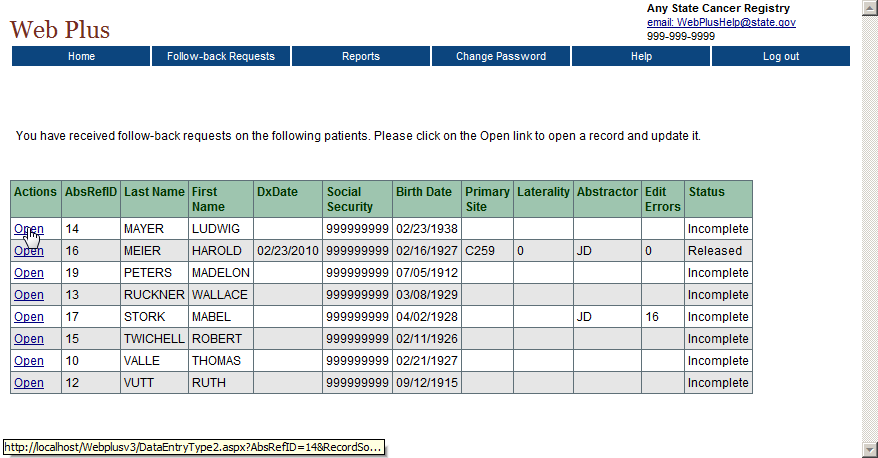 Any State Cancer Registry
Web Plus
email: WebPlusHelp@state.gov
999-999-9999
Home Follow-back Requests Reports Change Password Help Log out
You have received follow-back requests on the following patients. Please click on the Open link to open a record and update it.
Actions AbsRefID Last Name First Name DxDate Social Security Birth Date Primary Site Laterality Abstractor Edit Errors Status
Open 14 MAYER LUDWIG 999999999 02/23/1938 Incomplete
Open 16 MEIER HAROLD 02/23/2010 999999999 02/16/1927 C259 0 JD 0 Released
Open 19 PETERS MADELON 999999999 07/05/1912 Incomplete
Open 13 RUCKNER WALLACE 999999999 03/08/1929 Incomplete
Open 17 STORK MABEL 999999999 04/02/1928 JD 16 Incomplete
Open 15 TWICHELL ROBERT 999999999 02/11/1926 Incomplete
Open 10 VALLE THOMAS 999999999 02/21/1927 Incomplete
Open 12 VUTT RUTH 999999999 09/12/1915 Incomplete
http://localhost/Webplusv3/DataEntryType2.aspx?AbsRefID=14&RecordSo...